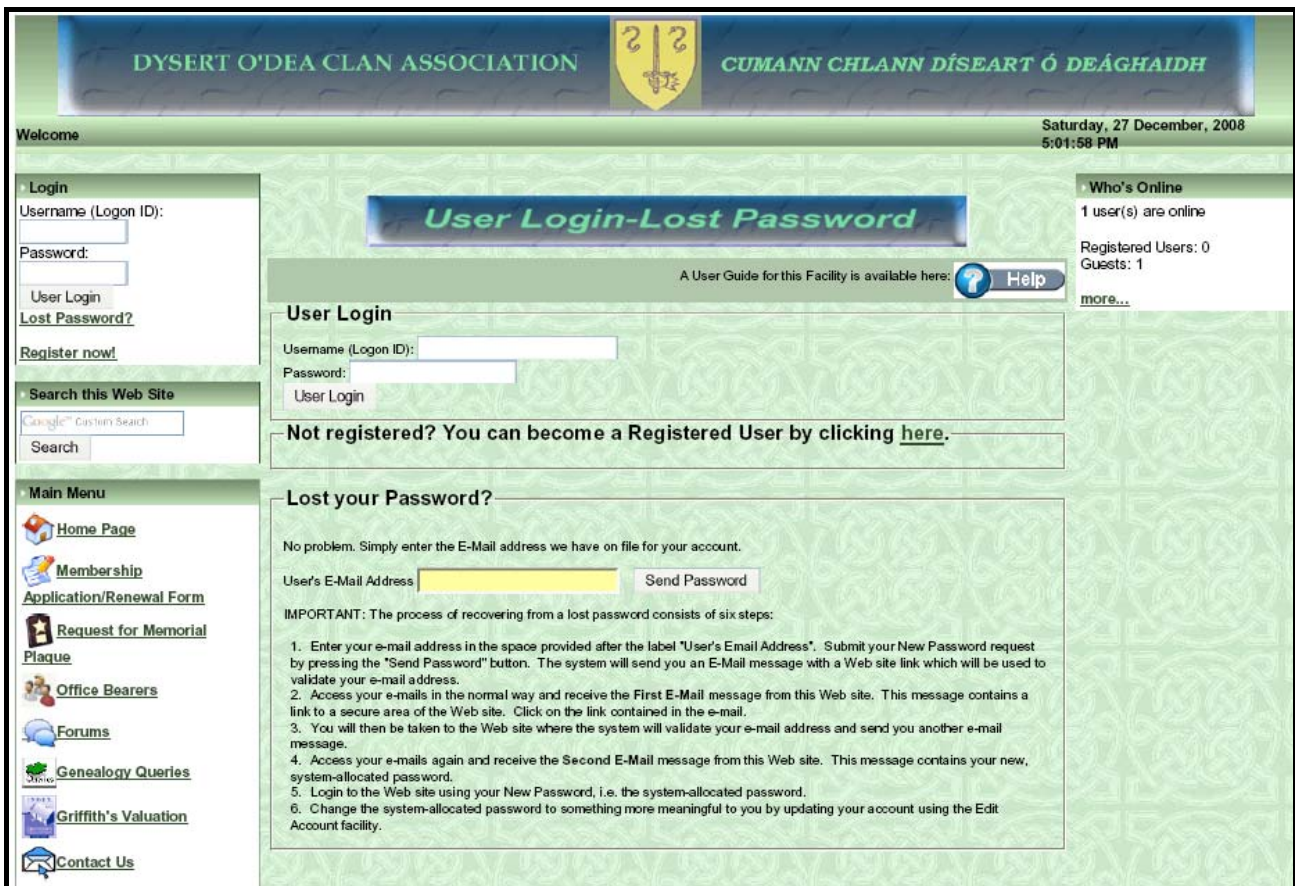 DYSERT O'DEA CLAN ASSOCIATION
CUMANN CHLANN DÍSEART Ó DEÁGHAIDH
Welcome
Saturday, 27 December, 2008
5:01:58 PM
Login
Username (Logon ID):
Password:
User Login
Lost Password?
Register now!
Search this Web Site
Google™ Custom Search
Search
Main Menu
Home Page
Membership
Application/Renewal Form
Request for Memorial
Plaque
Office Bearers
Forums
Genealogy Queries
Griffith's Valuation
Contact Us
User Login-Lost Password
A User Guide for this Facility is available here:
Help
User Login
Username (Logon ID):
Password:
User Login
Not registered? You can become a Registered User by clicking here.
Lost your Password?
No problem. Simply enter the E-Mail address we have on file for your account.
User's E-Mail Address
Send Password
IMPORTANT: The process of recovering from a lost password consists of six steps:
1. Enter your e-mail address in the space provided after the label "User's Email Address". Submit your New Password request
by pressing the "Send Password" button. The system will send you an E-Mail message with a Web site link which will be used to
validate your e-mail address.
2. Access your e-mails in the normal way and receive the First E-Mail message from this Web site. This message contains a
link to a secure area of the Web site. Click on the link contained in the e-mail.
3. You will then be taken to the Web site where the system will validate your e-mail address and send you another e-mail
message.
4. Access your e-mails again and receive the Second E-Mail message from this Web site. This message contains your new,
system-allocated password.
5. Login to the Web site using your New Password, i.e. the system-allocated password.
6. Change the system-allocated password to something more meaningful to you by updating your account using the Edit
Account facility.
Who's Online
1 user(s) are online
Registered Users: 0
Guests: 1
more...